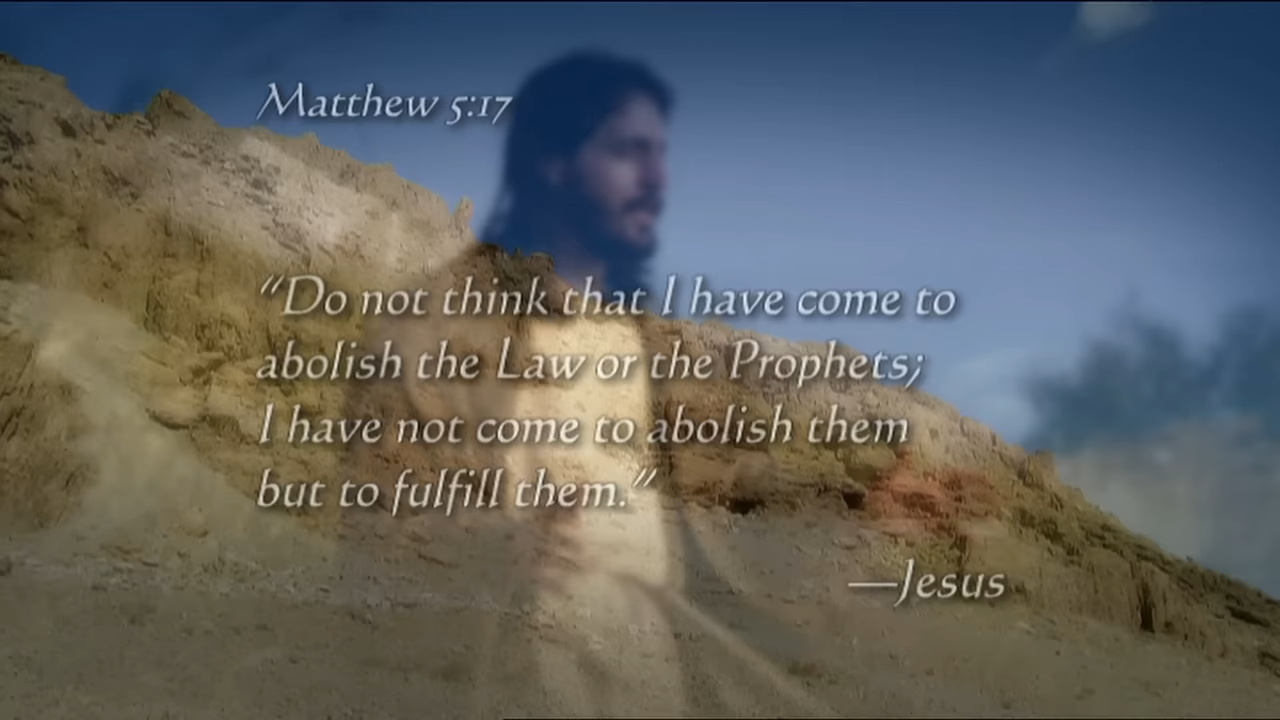 Matthew 5:17
“Do not think that I have come to
abolish the Law or the Prophets;
I have not come to abolish them
but to fulfill them.”
—Jesus